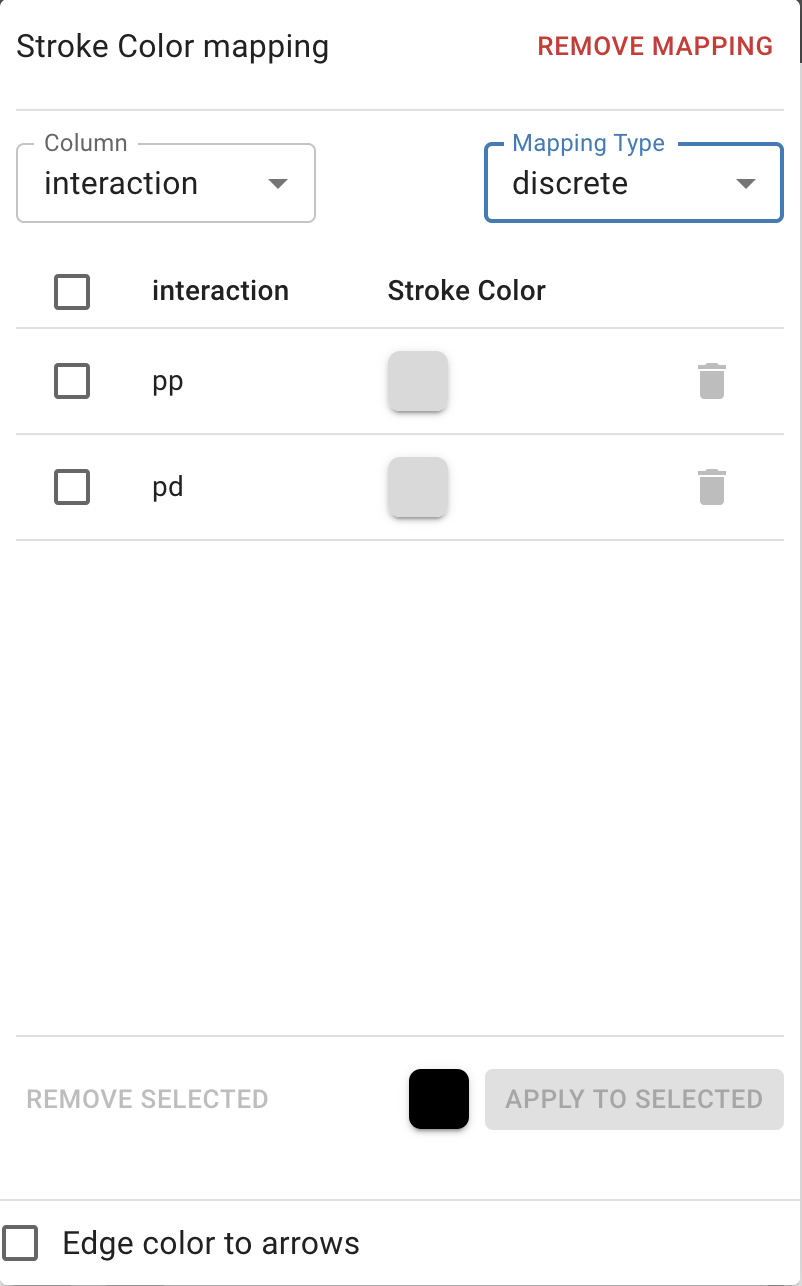 Stroke Color mapping REMOVE MAPPING
Column Mapping Type
interaction discrete
interaction Stroke Color
pp
pd
REMOVE SELECTED APPLY TO SELECTED
Edge color to arrows